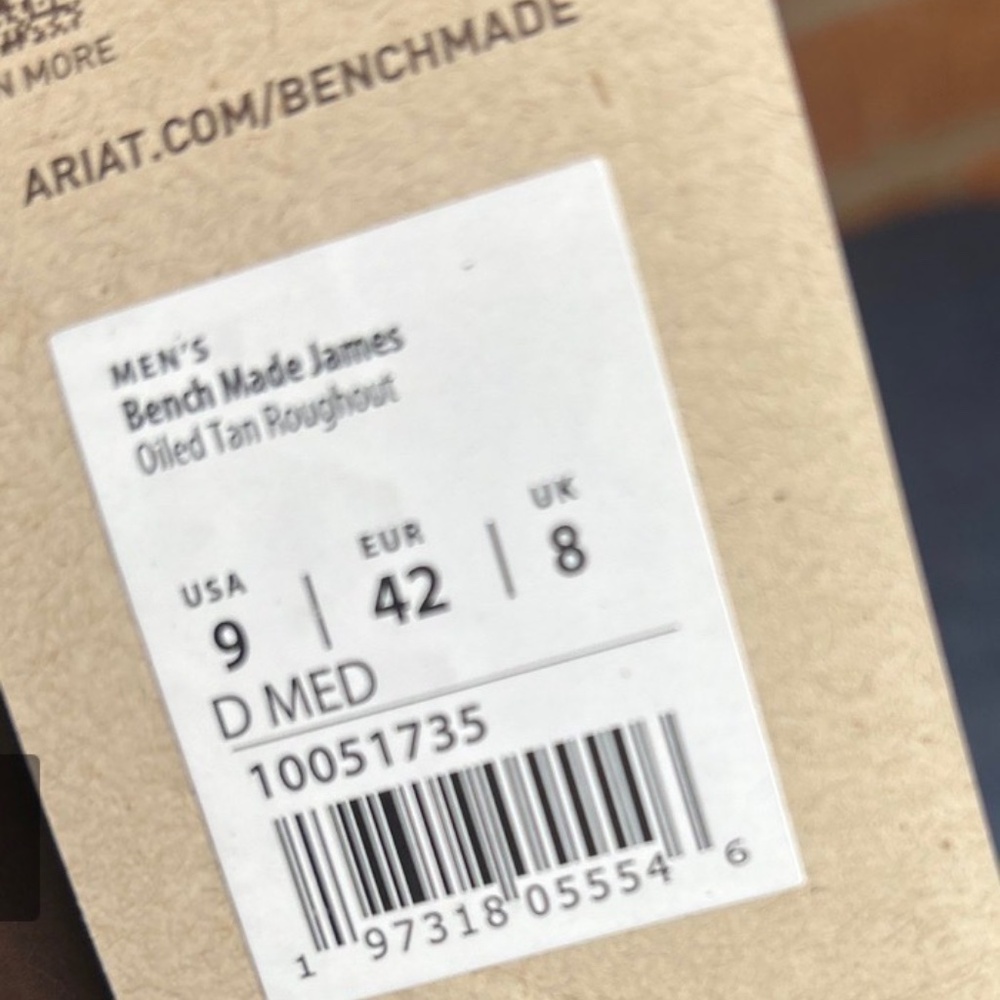 N MORE
ARIAT.COM/BENCHMADE
MEN'S
Bench Made James
Oiled Tan Roughout
USA | EUR | UK
9 | 42 | 8
D MED
10051735
1 97318 05554 6